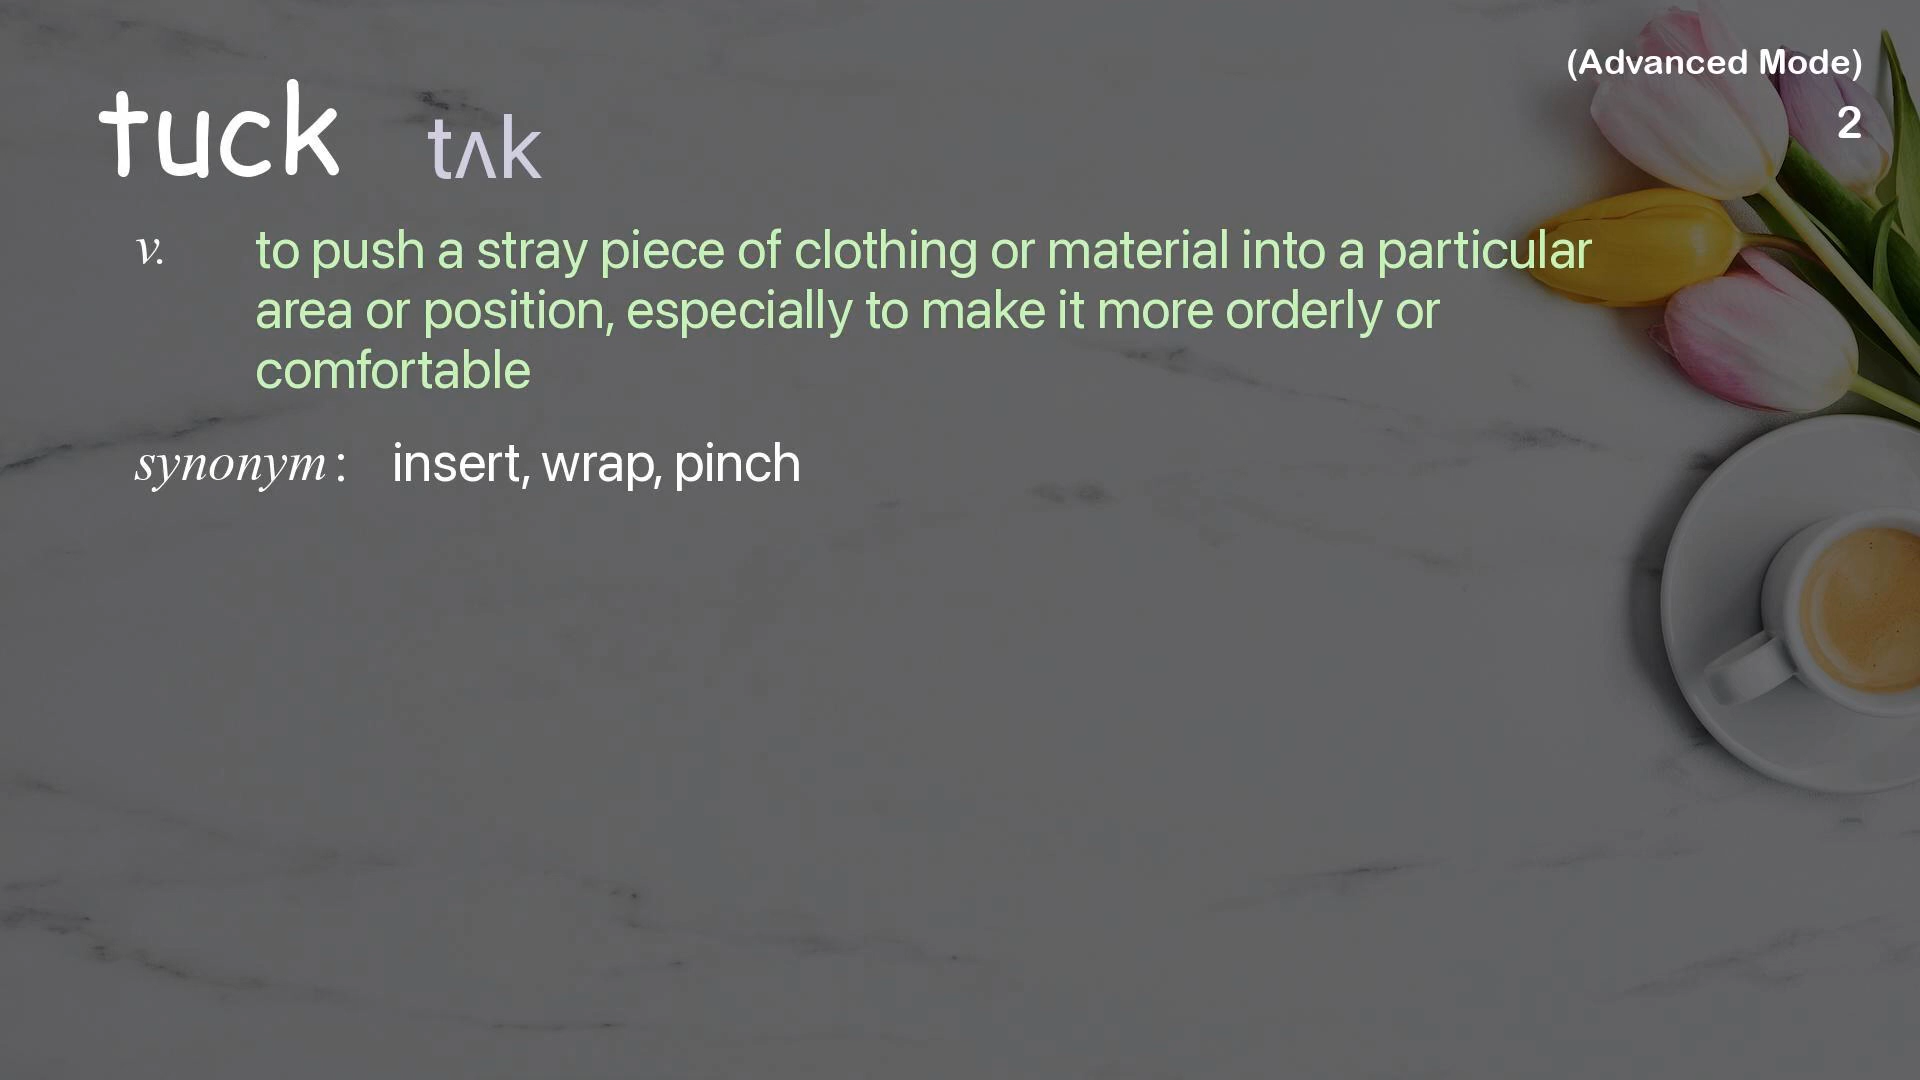 (Advanced Mode)
2
tuck tʌk
v. to push a stray piece of clothing or material into a particular
area or position, especially to make it more orderly or
comfortable
synonym: insert, wrap, pinch